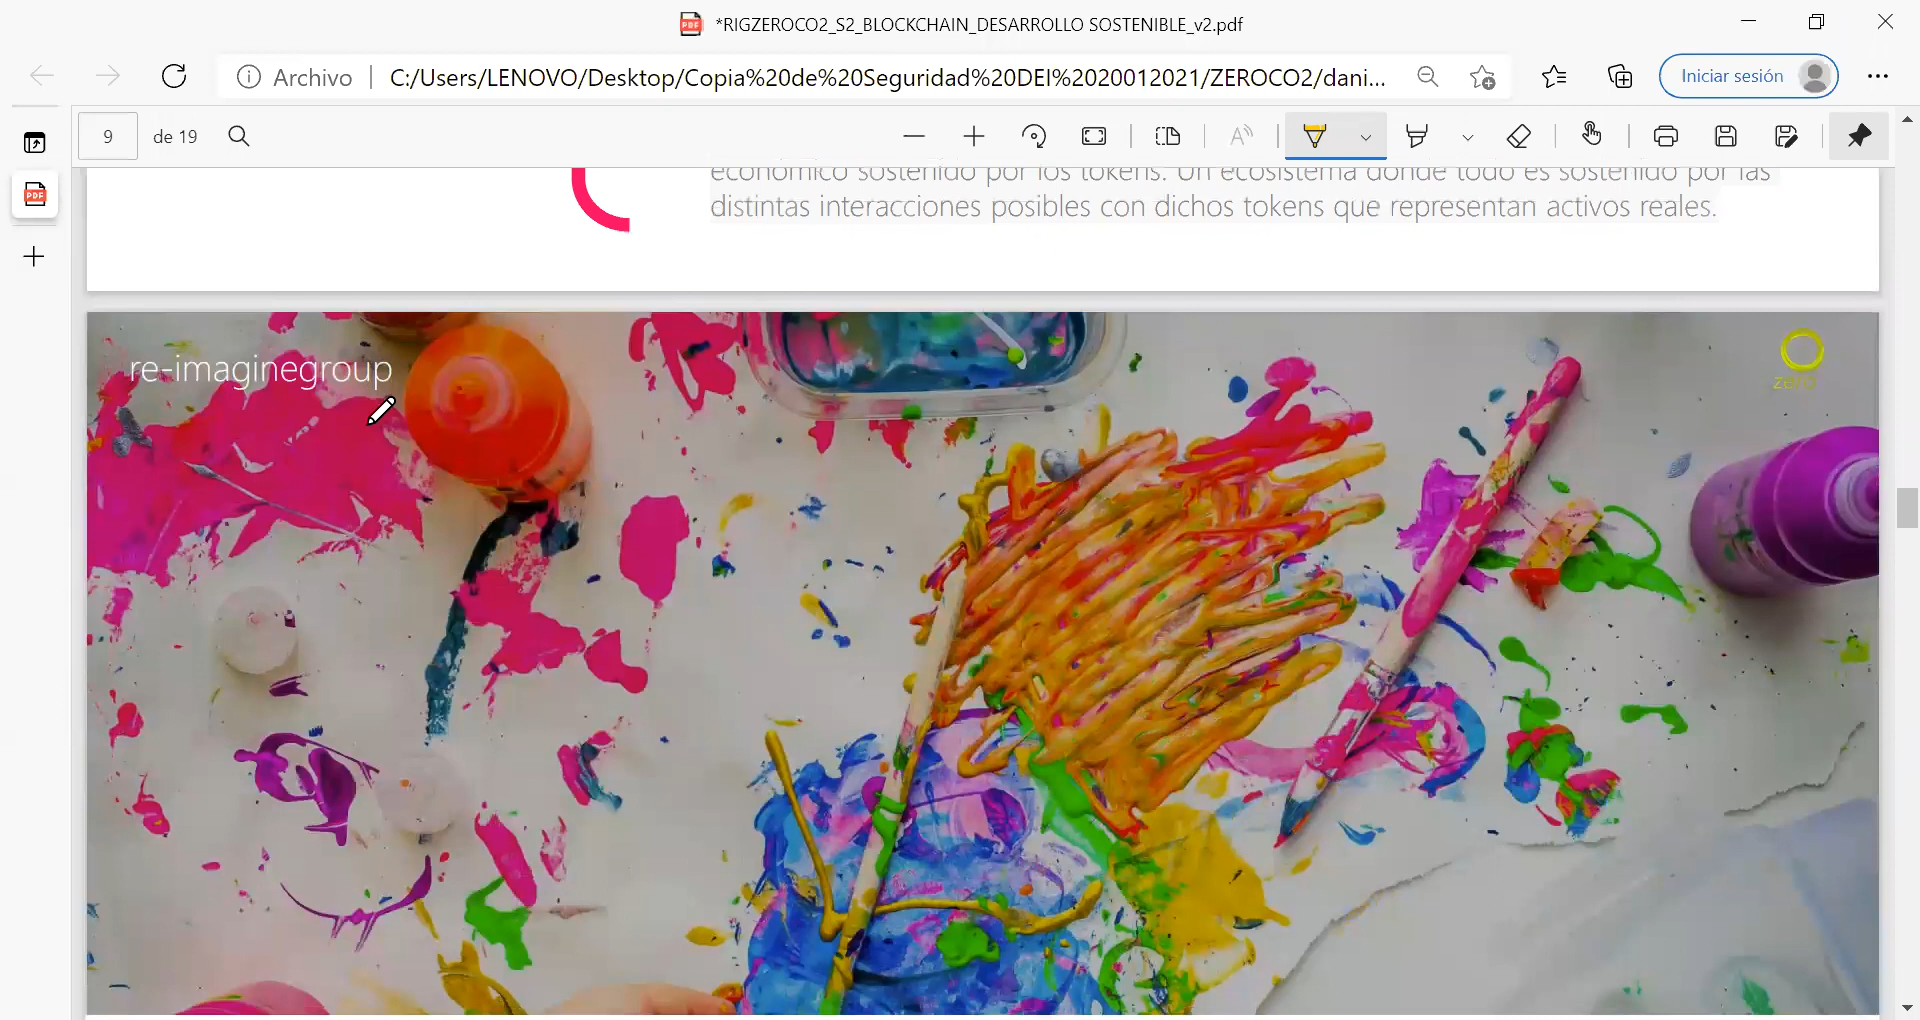 *RIGZEROCO2_S2_BLOCKCHAIN_DESARROLLO SOSTENIBLE_v2.pdf
Archivo
C:/Users/LENOVO/Desktop/Copia%20de%20Seguridad%20DEI%2020012021/ZEROCO2/dani...
Iniciar sesión
9 de 19
económico sostenido por los tokens. Un ecosistema donde todo es sostenido por las
distintas interacciones posibles con dichos tokens que representan activos reales.
re-imaginegroup
zero